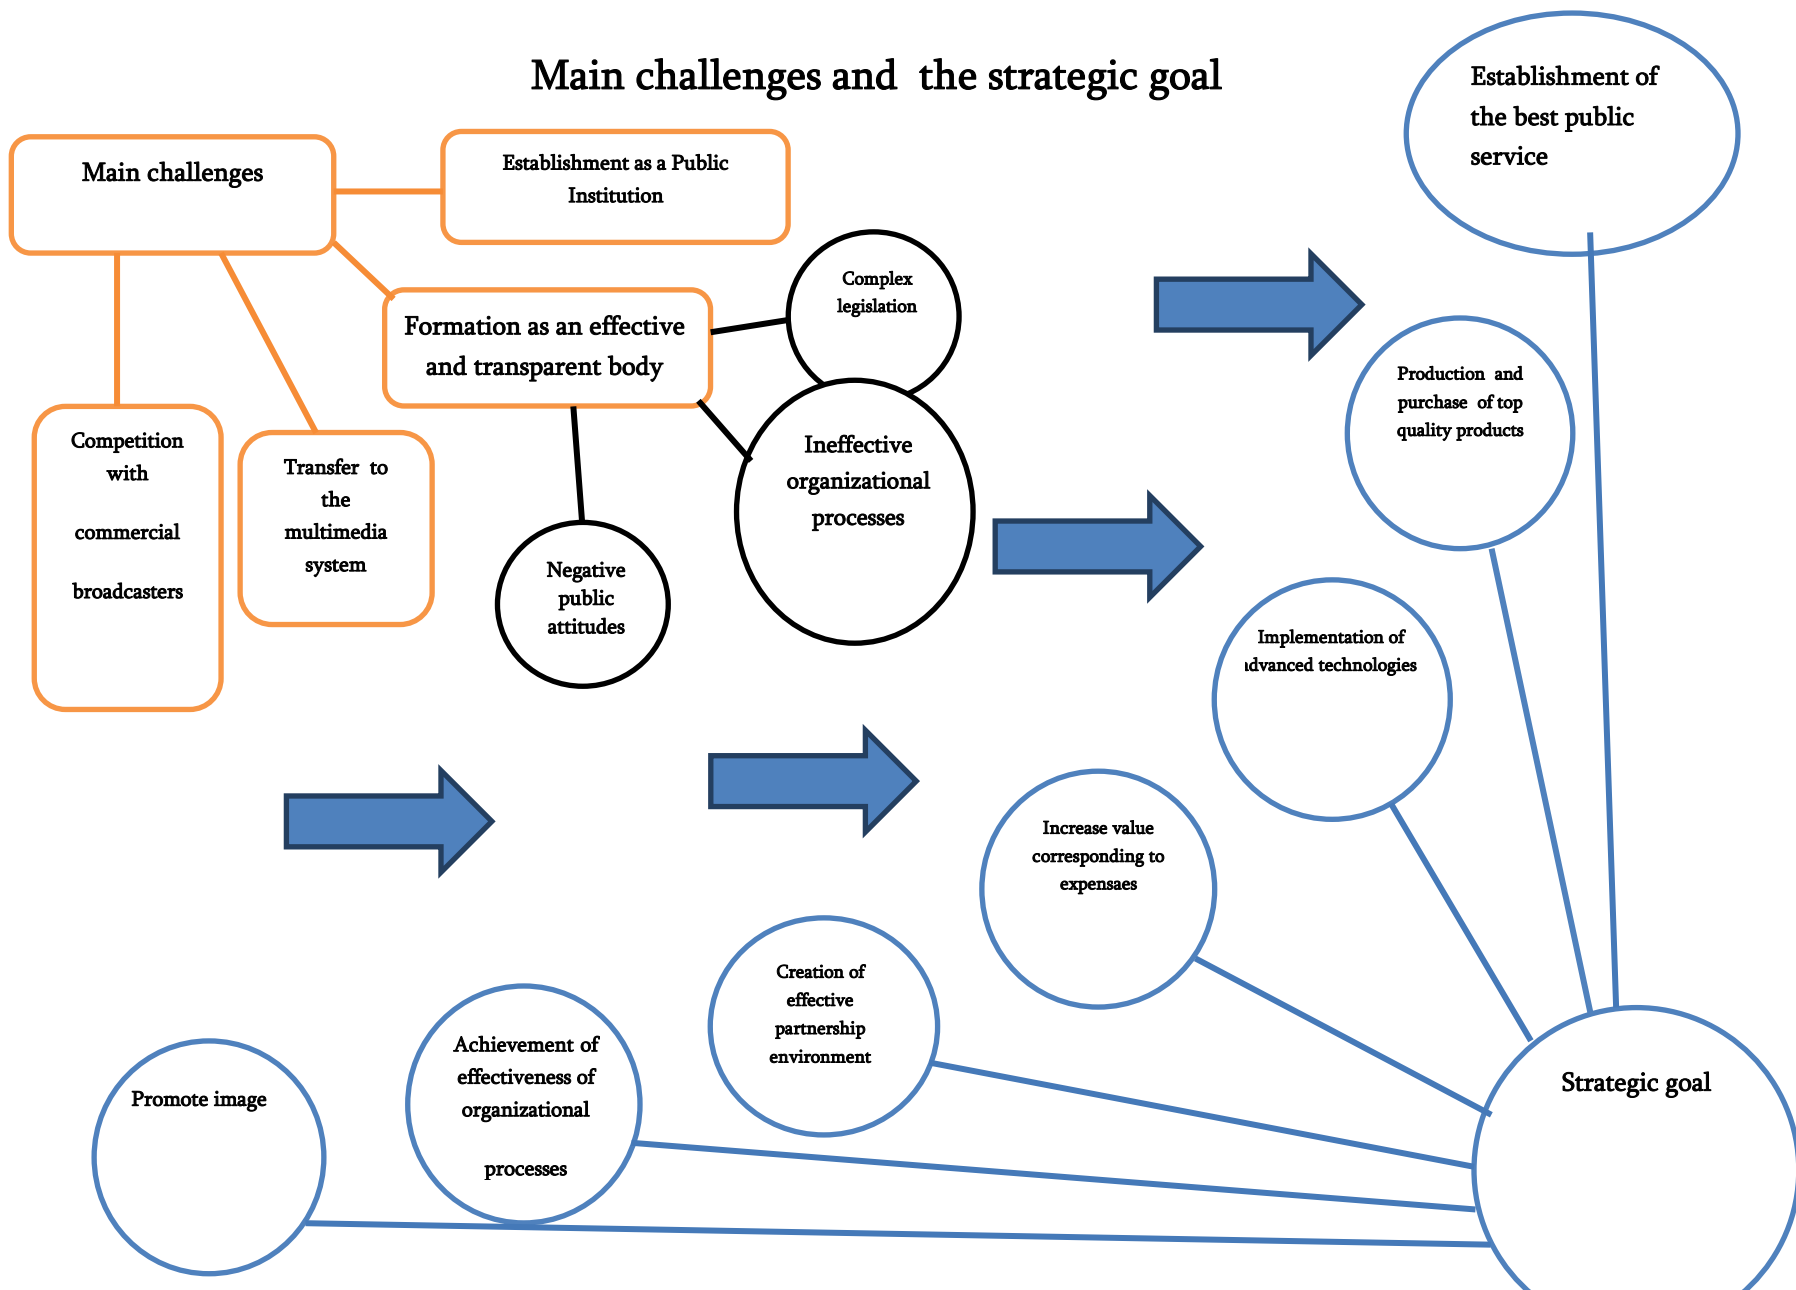 Main challenges and the strategic goal
Establishment of
the best public
service
Main challenges
Establishment as a Public
Institution
Complex
legislation
Formation as an effective
and transparent body
Ineffective
organizational
processes
Competition
with
commercial
broadcasters
Transfer to
the
multimedia
system
Negative
public
attitudes
Production and
purchase of top
quality products
Implementation of
advanced technologies
Increase value
corresponding to
expensaes
Creation of
effective
partnership
environment
Achievement of
effectiveness of
organizational
processes
Promote image
Strategic goal